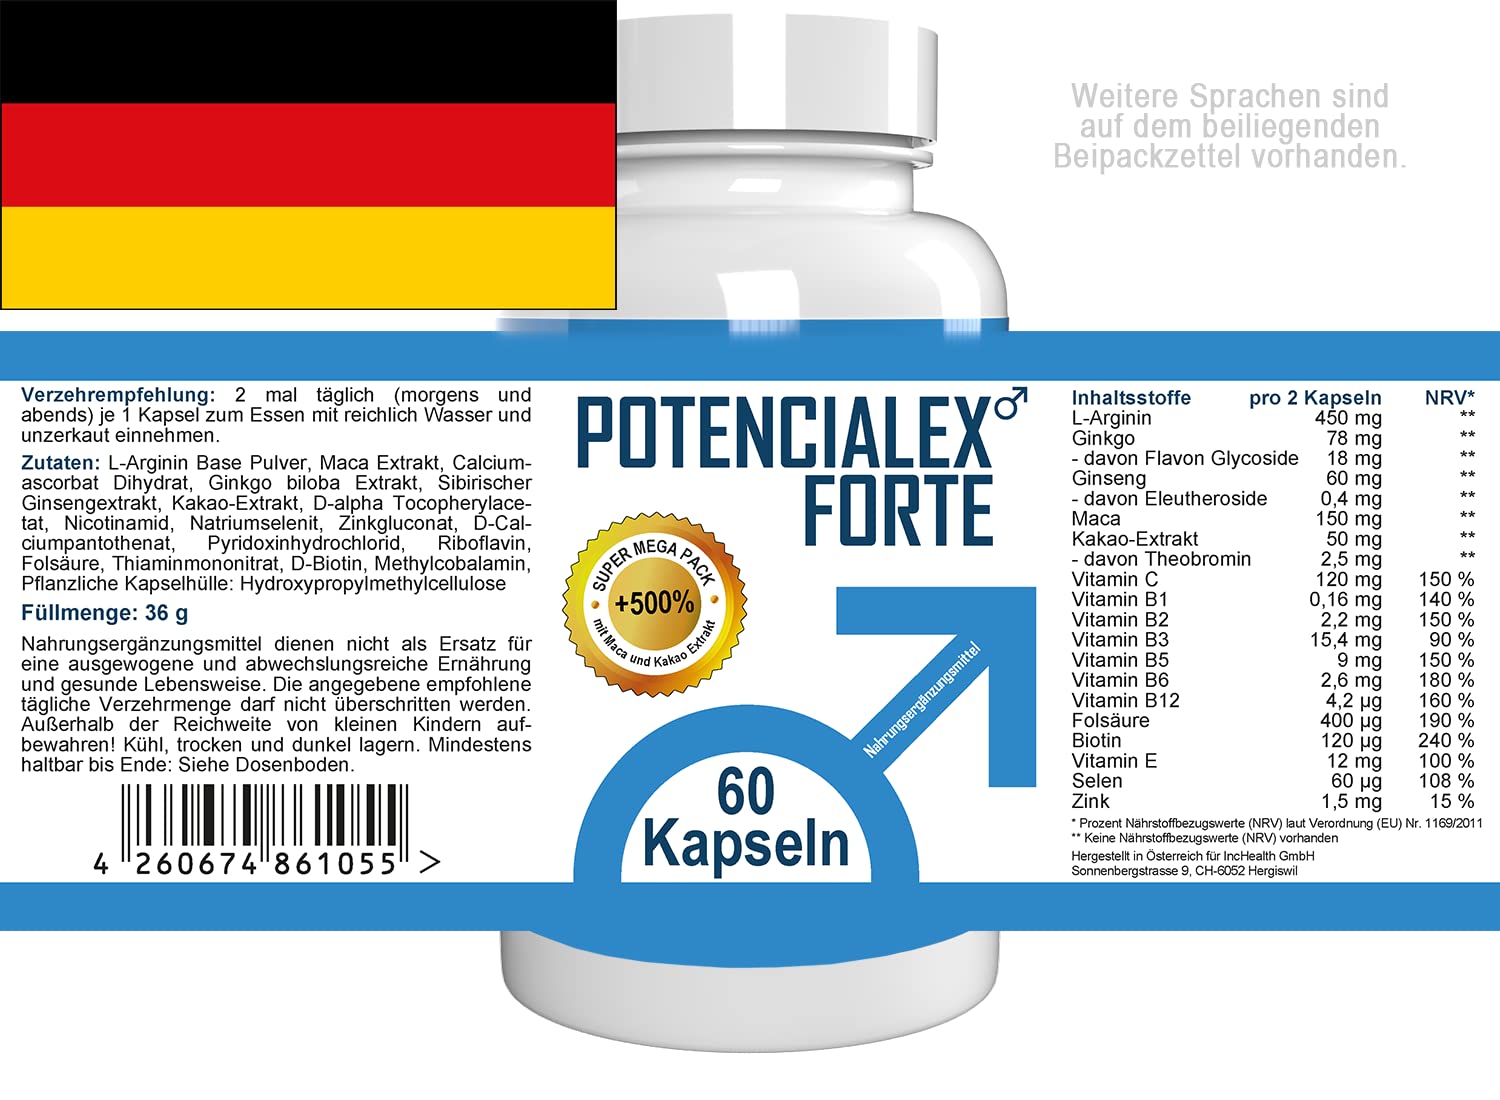 Weitere Sprachen sind
auf dem beiliegenden
Beipackzettel vorhanden.
Verzehrempfehlung: 2 mal täglich (morgens und
abends) je 1 Kapsel zum Essen mit reichlich Wasser und
unzerkaut einnehmen.
Zutaten: L-Arginin Base Pulver, Maca Extrakt, Calcium-
ascorbat Dihydrat, Ginkgo biloba Extrakt, Sibirischer
Ginsengextrakt, Kakao-Extrakt, D-alpha Tocopherylace-
tat, Nicotinamid, Natriumselenit, Zinkgluconat, D-Cal-
ciumpantothenat, Pyridoxinhydrochlorid, Riboflavin,
Folsäure, Thiaminmononitrat, D-Biotin, Methylcobalamin,
Pflanzliche Kapselhülle: Hydroxypropylmethylcellulose
Füllmenge: 36 g
Nahrungsergänzungsmittel dienen nicht als Ersatz für
eine ausgewogene und abwechslungsreiche Ernährung
und gesunde Lebensweise. Die angegebene empfohlene
tägliche Verzehrmenge darf nicht überschritten werden.
Außerhalb der Reichweite von kleinen Kindern auf-
bewahren! Kühl, trocken und dunkel lagern. Mindestens
haltbar bis Ende: Siehe Dosenboden.
4 260674 861055 >
POTENCIALEX♂
FORTE
SUPER MEGA PACK
+500%
mit Maca und Kakao Extrakt
Nahrungsergänzungsmittel
60
Kapseln
Inhaltsstoffe pro 2 Kapseln NRV*
L-Arginin 450 mg **
Ginkgo 78 mg **
- davon Flavon Glycoside 18 mg **
Ginseng 60 mg **
- davon Eleutheroside 0,4 mg **
Maca 150 mg **
Kakao-Extrakt 50 mg **
- davon Theobromin 2,5 mg **
Vitamin C 120 mg 150 %
Vitamin B1 0,16 mg 140 %
Vitamin B2 2,2 mg 150 %
Vitamin B3 15,4 mg 90 %
Vitamin B5 9 mg 150 %
Vitamin B6 2,6 mg 180 %
Vitamin B12 4,2 µg 160 %
Folsäure 400 µg 190 %
Biotin 120 µg 240 %
Vitamin E 12 mg 100 %
Selen 60 µg 108 %
Zink 1,5 mg 15 %
* Prozent Nährstoffbezugswerte (NRV) laut Verordnung (EU) Nr. 1169/2011
** Keine Nährstoffbezugswerte (NRV) vorhanden
Hergestellt in Österreich für IncHealth GmbH
Sonnenbergstrasse 9, CH-6052 Hergiswil